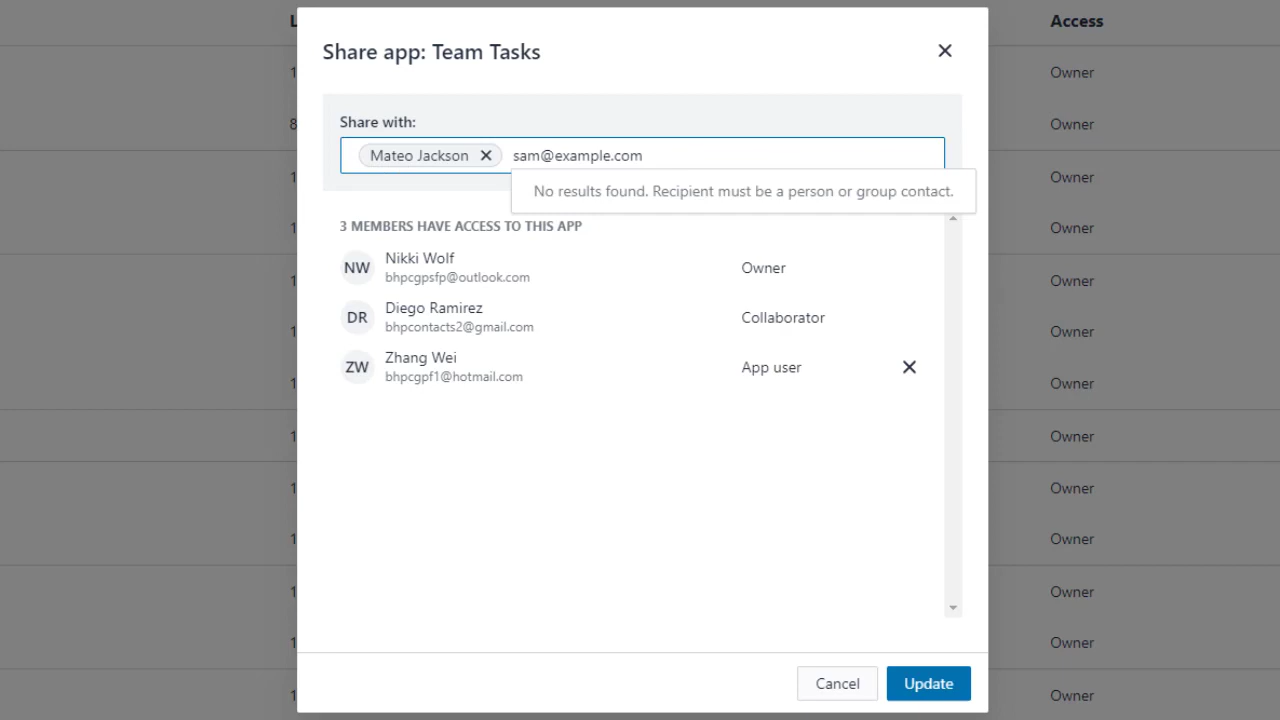 Access
Share app: Team Tasks
Owner
Owner
Share with:
Mateo Jackson sam@example.com
No results found. Recipient must be a person or group contact.
Owner
3 MEMBERS HAVE ACCESS TO THIS APP
Owner
NW Nikki Wolf Owner
bhpcgpsfp@outlook.com
Owner
DR Diego Ramirez Collaborator
bhpcontacts2@gmail.com
Owner
ZW Zhang Wei App user
bhpcgpf1@hotmail.com
Owner
Owner
Owner
Owner
Owner
Owner
Cancel Update
Owner